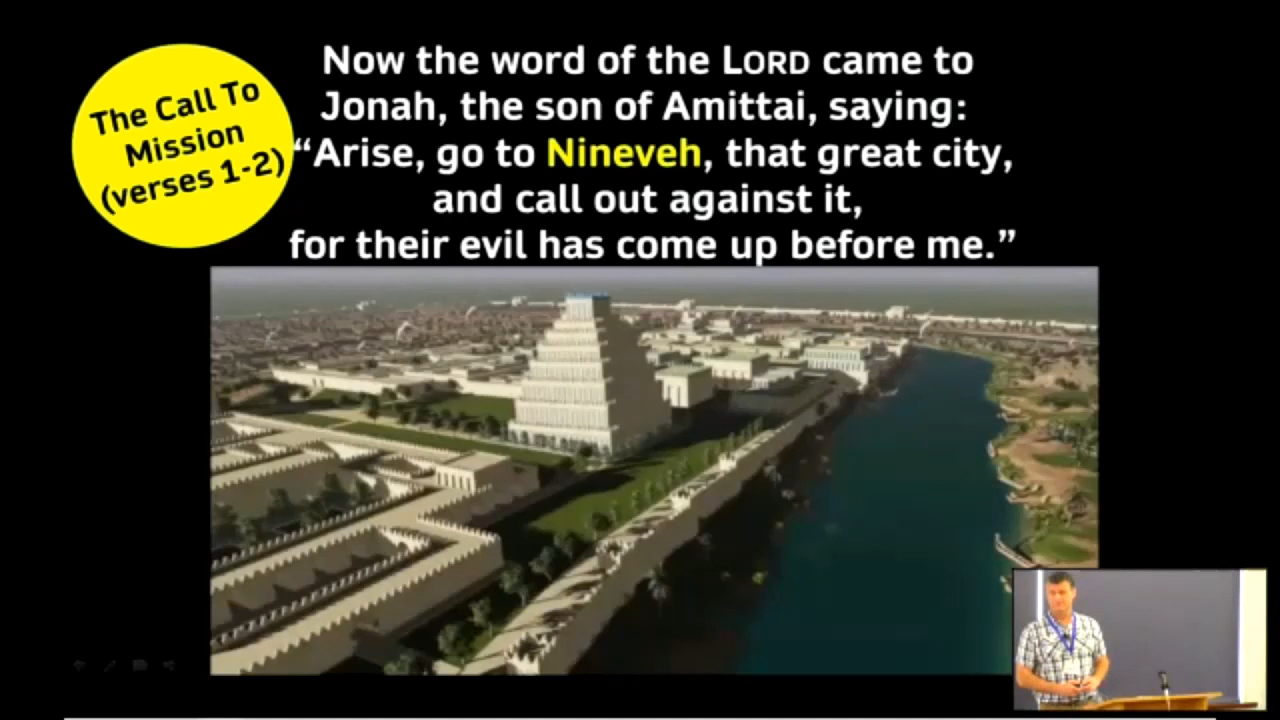 The Call To
Mission
(verses 1-2)
Now the word of the LORD came to
Jonah, the son of Amittai, saying:
“Arise, go to Nineveh, that great city,
and call out against it,
for their evil has come up before me.”